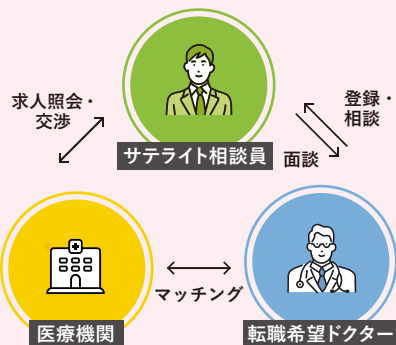 求人照会・
交渉
登録・
相談
サテライト相談員
面談
マッチング
医療機関
転職希望ドクター